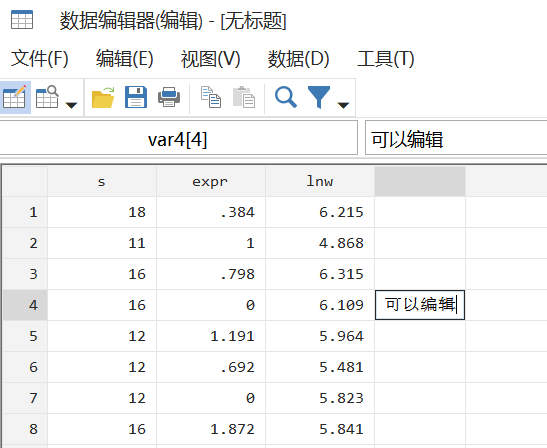 数据编辑器(编辑) - [无标题]
文件(F) 编辑(E) 视图(V) 数据(D) 工具(T)
var4[4] 可以编辑
s expr lnw
1 18 .384 6.215
2 11 1 4.868
3 16 .798 6.315
4 16 0 6.109 可以编辑
5 12 1.191 5.964
6 12 .692 5.481
7 12 0 5.823
8 16 1.872 5.841